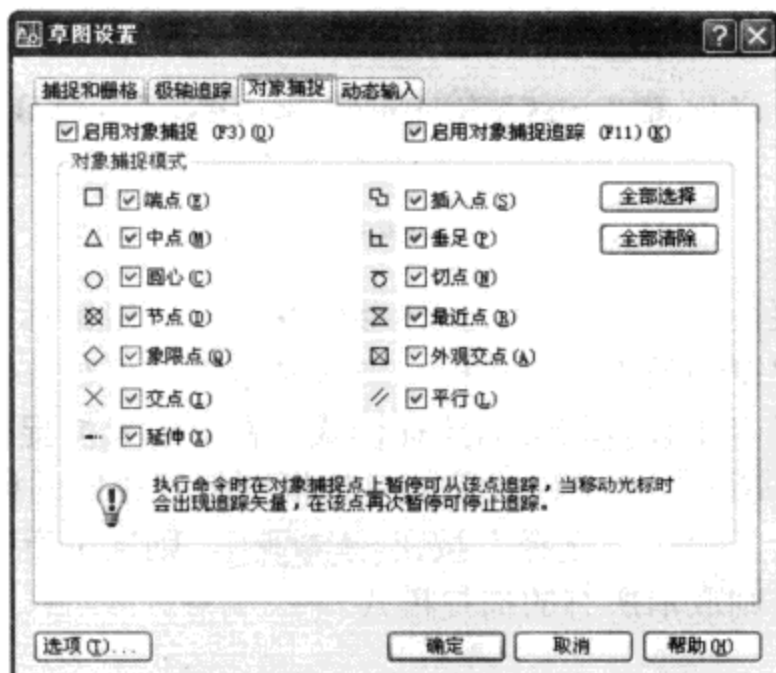 草图设置
捕捉和栅格 极轴追踪 对象捕捉 动态输入
启用对象捕捉 (F3)(O) 启用对象捕捉追踪 (F11)(K)
对象捕捉模式
端点(E) 插入点(S) 全部选择
中点(M) 垂足(P) 全部清除
圆心(C) 切点(N)
节点(D) 最近点(R)
象限点(Q) 外观交点(A)
交点(I) 平行(L)
延伸(X)
执行命令时在对象捕捉点上暂停可从该点追踪，当移动光标时
会出现追踪矢量，在该点再次暂停可停止追踪。
选项(T)... 确定 取消 帮助(H)